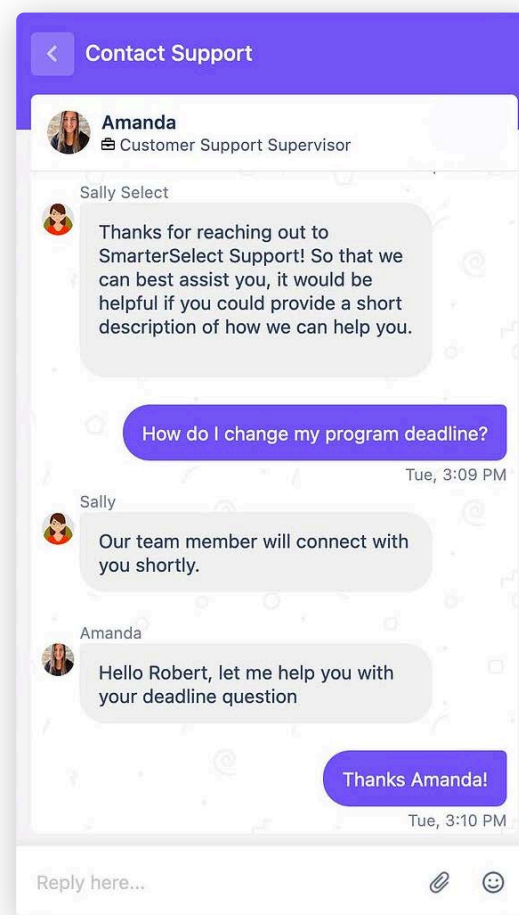 Contact Support
Amanda
Customer Support Supervisor
Sally Select
Thanks for reaching out to
SmarterSelect Support! So that we
can best assist you, it would be
helpful if you could provide a short
description of how we can help you.
How do I change my program deadline?
Tue, 3:09 PM
Sally
Our team member will connect with
you shortly.
Amanda
Hello Robert, let me help you with
your deadline question
Thanks Amanda!
Tue, 3:10 PM
Reply here...